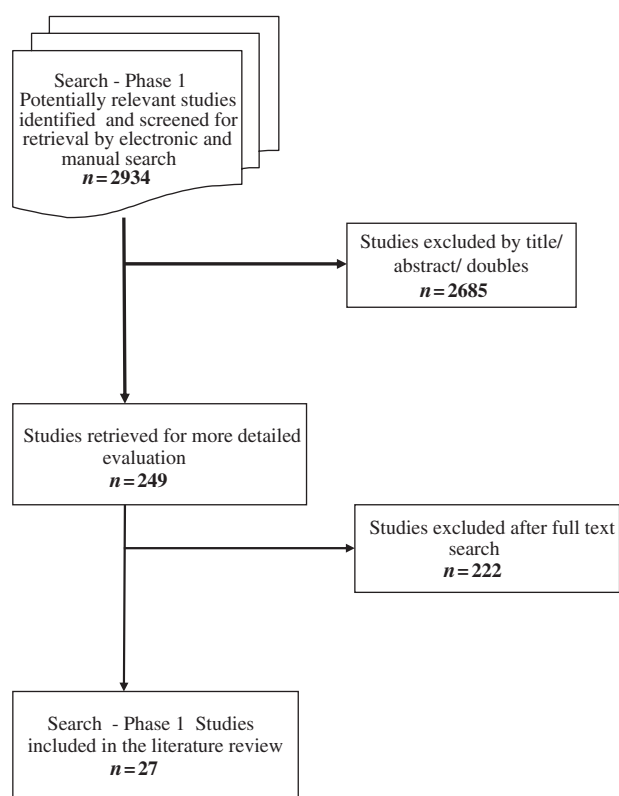 Search - Phase 1
Potentially relevant studies
identified and screened for
retrieval by electronic and
manual search
n=2934
Studies excluded by title/
abstract/ doubles
n=2685
Studies retrieved for more detailed
evaluation
n=249
Studies excluded after full text
search
n=222
Search - Phase 1 Studies
included in the literature review
n=27